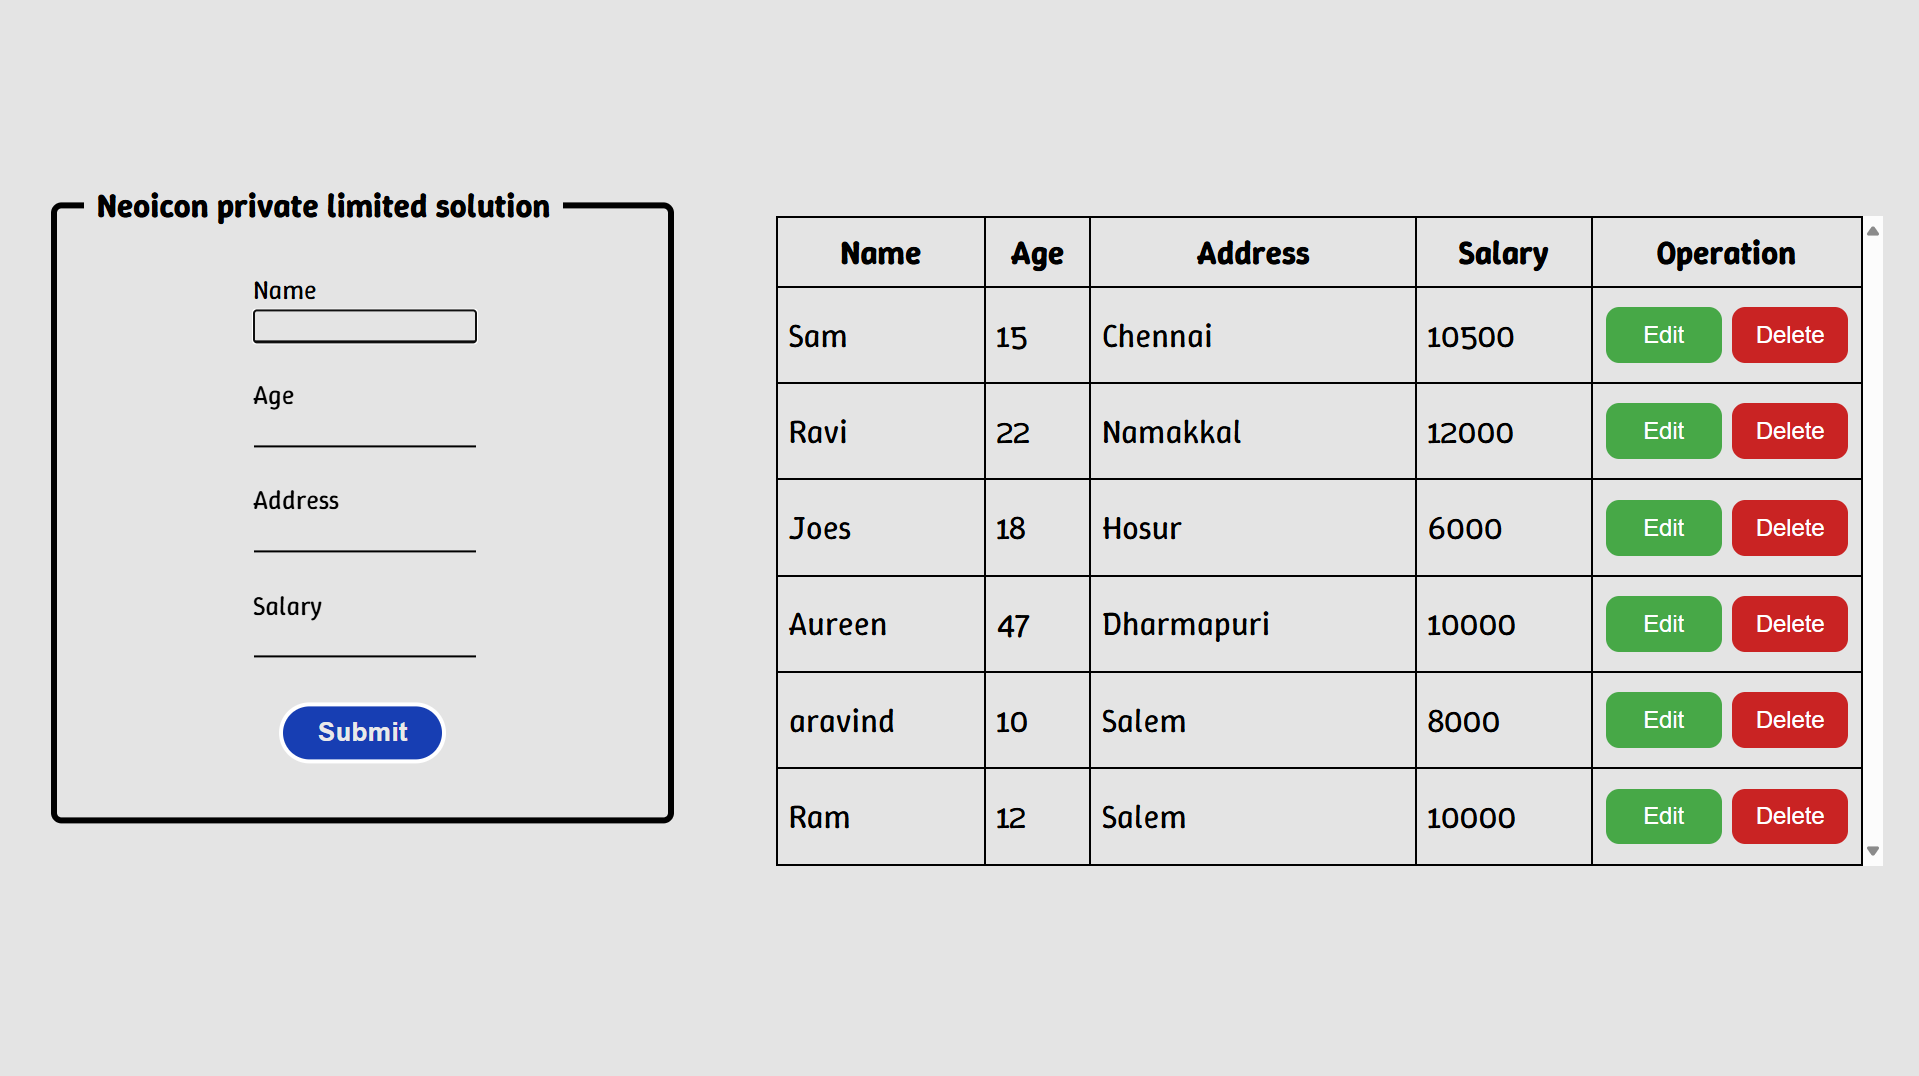 Neoicon private limited solution
Name
Age
Address
Salary
Submit
Name Age Address Salary Operation
Sam 15 Chennai 10500 Edit Delete
Ravi 22 Namakkal 12000 Edit Delete
Joes 18 Hosur 6000 Edit Delete
Aureen 47 Dharmapuri 10000 Edit Delete
aravind 10 Salem 8000 Edit Delete
Ram 12 Salem 10000 Edit Delete